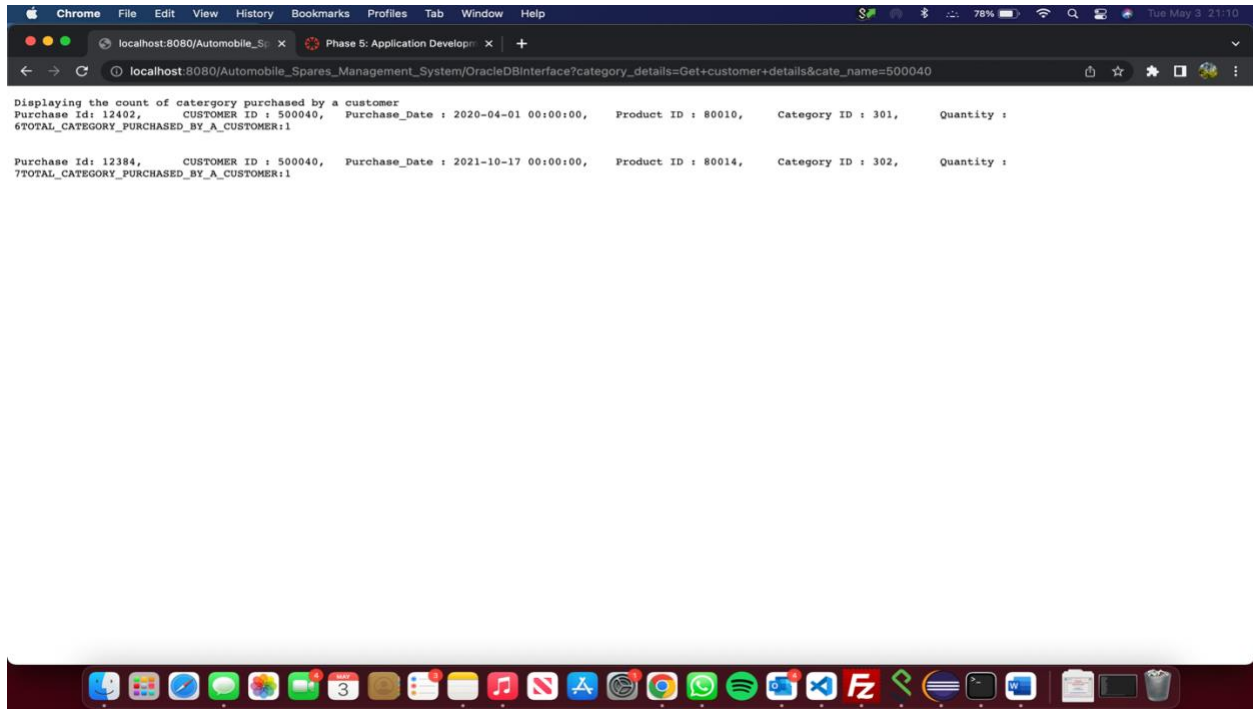 Chrome File Edit View History Bookmarks Profiles Tab Window Help 78% Tue May 3 21:10
localhost:8080/Automobile_Sp Phase 5: Application Developm
localhost:8080/Automobile_Spares_Management_System/OracleDBInterface?category_details=Get+customer+details&cate_name=500040
Displaying the count of catergory purchased by a customer
Purchase Id: 12402, CUSTOMER ID : 500040, Purchase_Date : 2020-04-01 00:00:00, Product ID : 80010, Category ID : 301, Quantity :
6TOTAL_CATEGORY_PURCHASED_BY_A_CUSTOMER:1
Purchase Id: 12384, CUSTOMER ID : 500040, Purchase_Date : 2021-10-17 00:00:00, Product ID : 80014, Category ID : 302, Quantity :
7TOTAL_CATEGORY_PURCHASED_BY_A_CUSTOMER:1
MAY
3